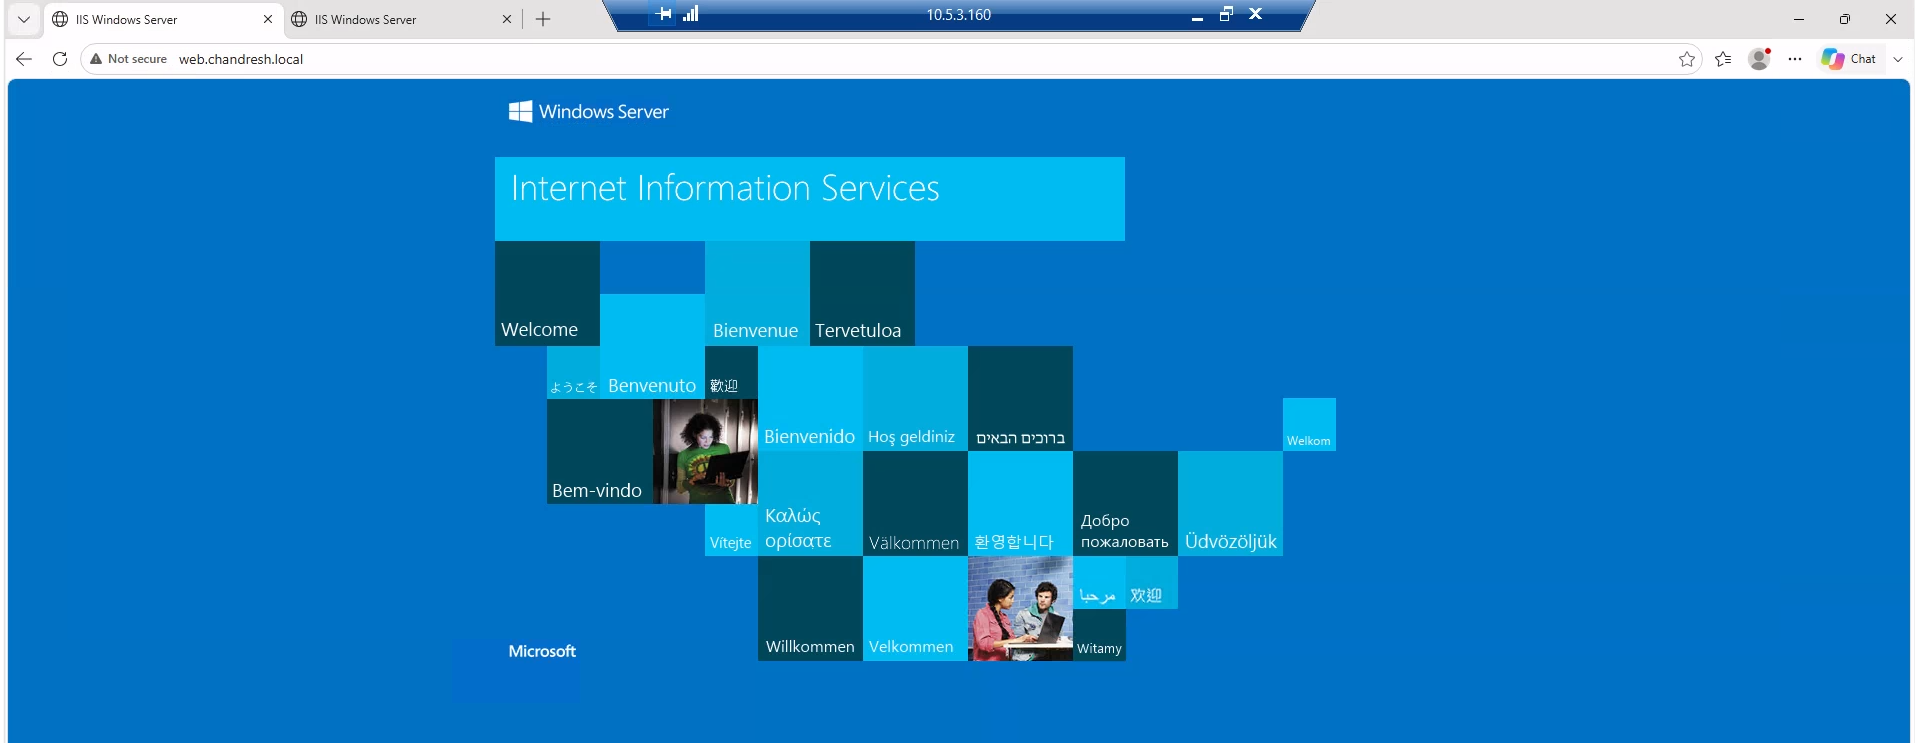 IIS Windows Server
IIS Windows Server
10.5.3.160
Not secure
web.chandresh.local
Chat
Windows Server
Internet Information Services
Welcome
Bienvenue
Tervetuloa
ようこそ
Benvenuto
歡迎
Bienvenido
Hoş geldiniz
ברוכים הבאים
Welkom
Bem-vindo
Καλώς
ορίσατε
Vítejte
Välkommen
환영합니다
Добро
пожаловать
Üdvözöljük
مرحبا
欢迎
Willkommen
Velkommen
Witamy
Microsoft